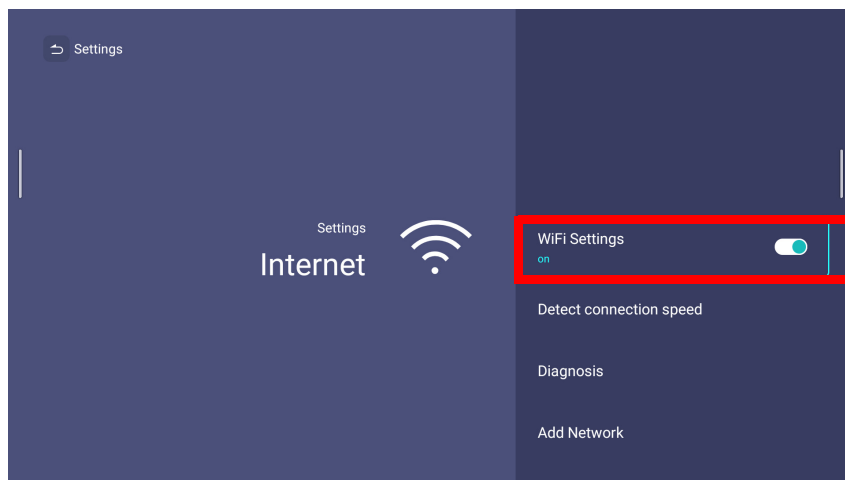 Settings
Settings
Internet
WiFi Settings
on
Detect connection speed
Diagnosis
Add Network